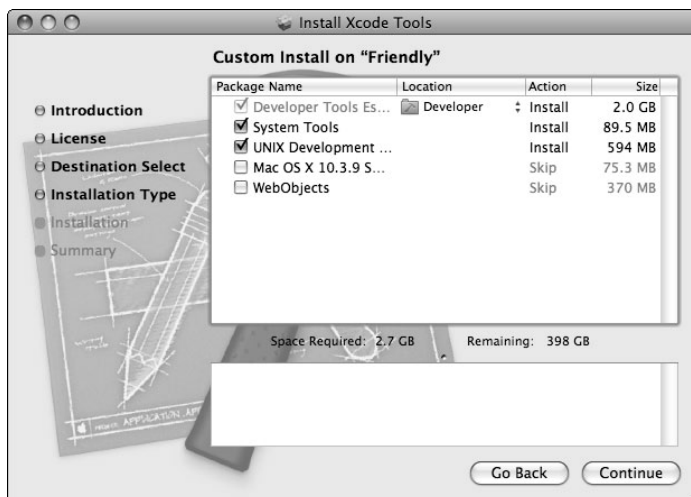 Install Xcode Tools
Custom Install on “Friendly”
Introduction
License
Destination Select
Installation Type
Installation
Summary
Package Name Location Action Size
Developer Tools Es... Developer Install 2.0 GB
System Tools Install 89.5 MB
UNIX Development ... Install 594 MB
Mac OS X 10.3.9 S... Skip 75.3 MB
WebObjects Skip 370 MB
Space Required: 2.7 GB Remaining: 398 GB
APPLICATION
Go Back Continue